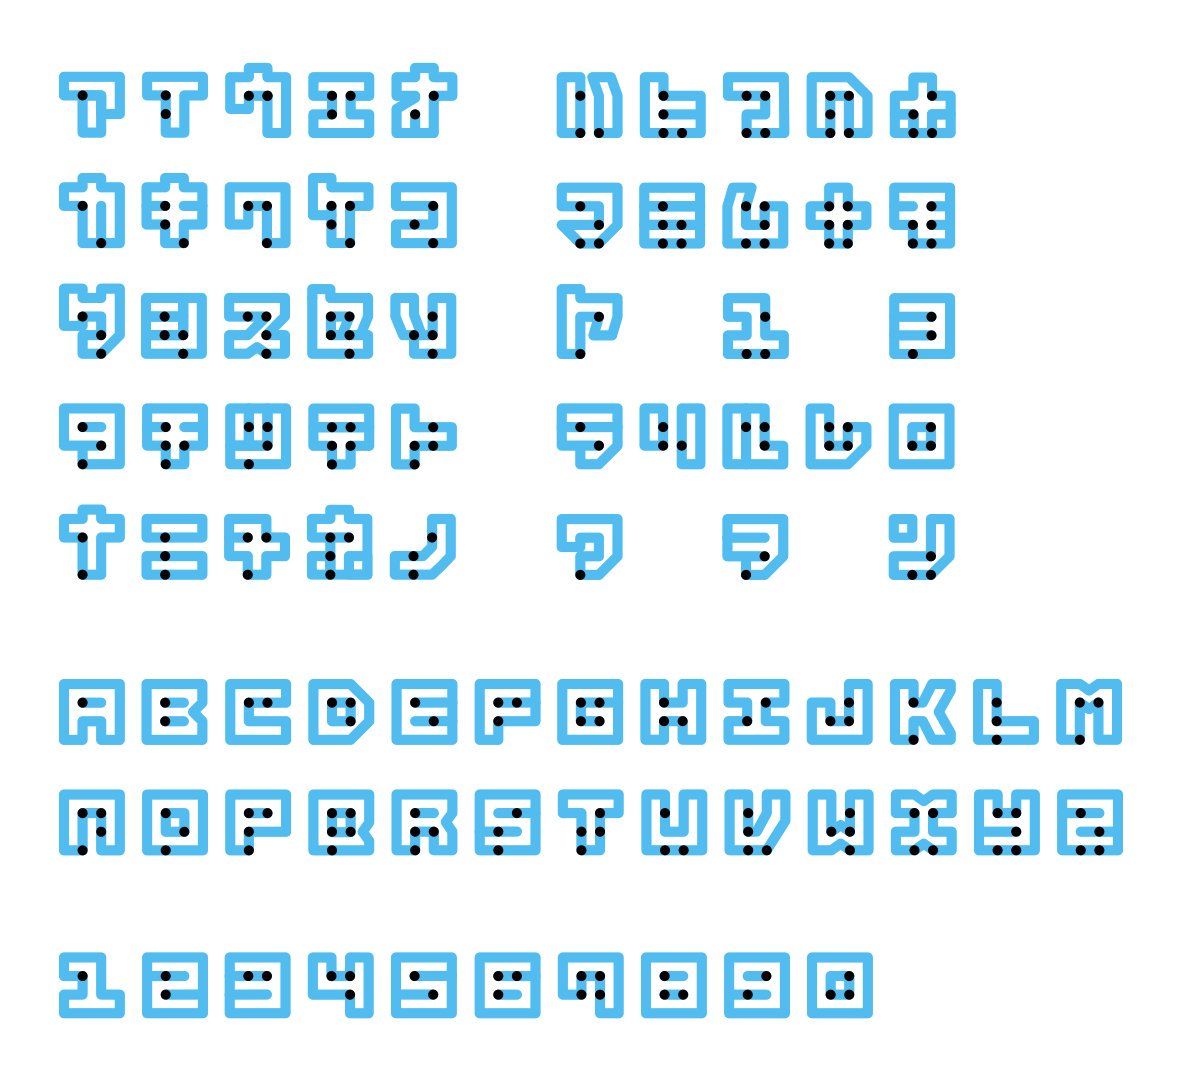 アイウエオ ハヒフヘホ
カキクケコ マミムメモ
サシスセソ ヤ ユ ヨ
タチツテト ラリルレロ
ナニヌネノ ワ ヲ ン
ABCDEFGHIJKLM
NOPQRSTUVWXYZ
1234567890